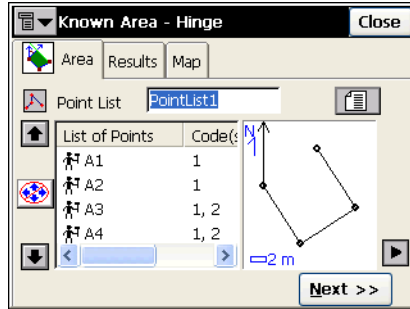 Known Area - Hinge Close
Area Results Map
Point List PointList1
List of Points Code(s
A1 1
A2 1
A3 1, 2
A4 1, 2
N
2 m
Next >>